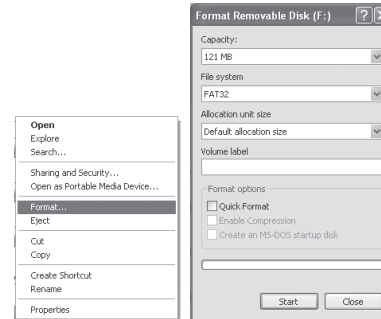 Open
Explore
Search...
Sharing and Security...
Open as Portable Media Device...
Format...
Eject
Cut
Copy
Create Shortcut
Rename
Properties
Format Removable Disk (F:)
Capacity:
121 MB
File system
FAT32
Allocation unit size
Default allocation size
Volume label
Format options
Quick Format
Enable Compression
Create an MS-DOS startup disk
Start
Close